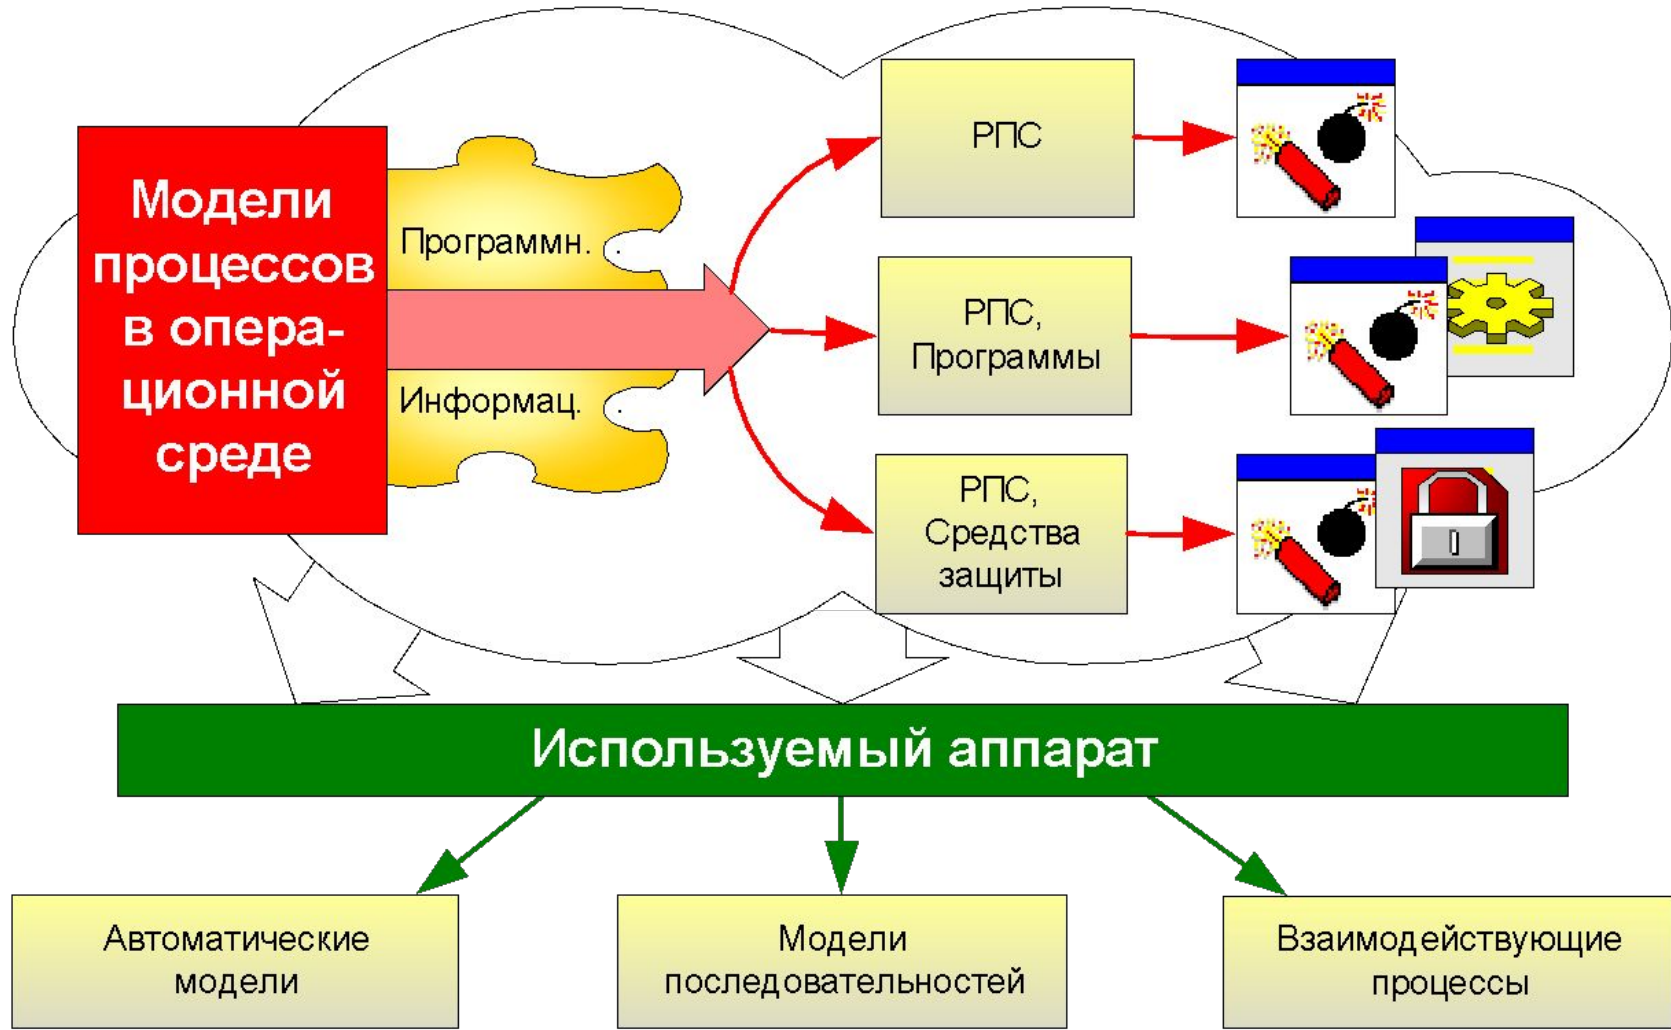 Модели
процессов
в опера-
ционной
среде
Программн. .
Информац. .
РПС
РПС,
Программы
РПС,
Средства
защиты
Используемый аппарат
Автоматические
модели
Модели
последовательностей
Взаимодействующие
процессы